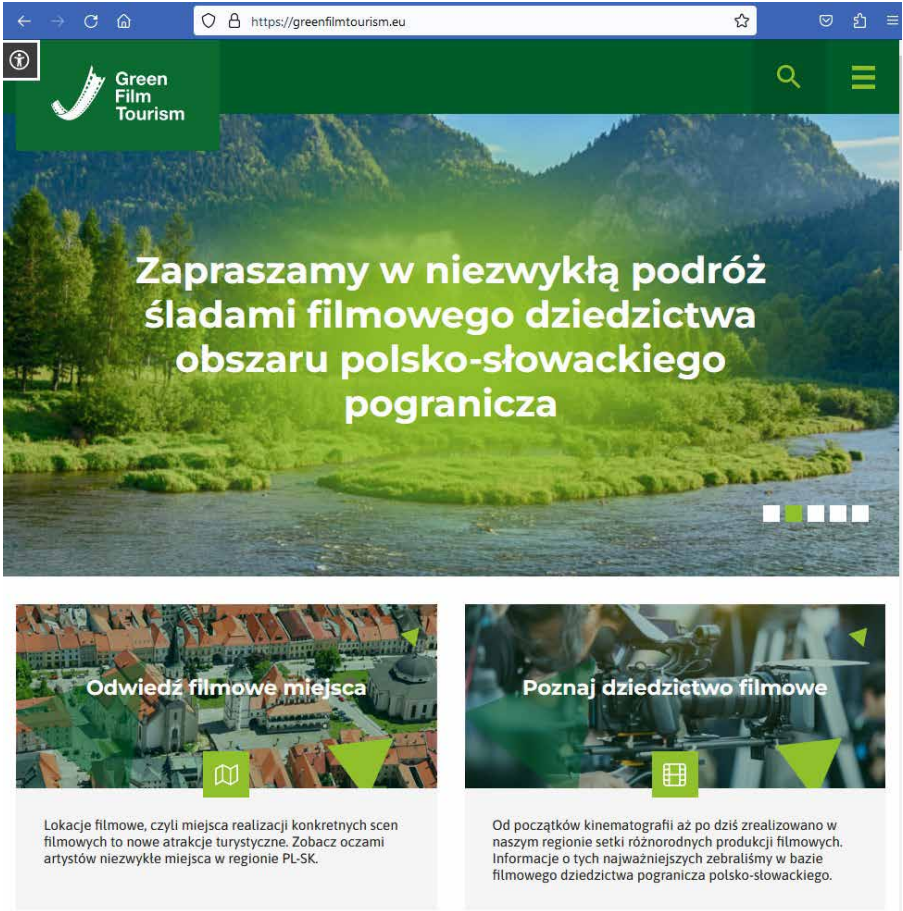 https://greenfilmtourism.eu
Green
Film
Tourism
Zapraszamy w niezwykłą podróż
śladami filmowego dziedzictwa
obszaru polsko-słowackiego
pogranicza
Odwiedź filmowe miejsca
Lokacje filmowe, czyli miejsca realizacji konkretnych scen
filmowych to nowe atrakcje turystyczne. Zobacz oczami
artystów niezwykłe miejsca w regionie PL-SK.
Poznaj dziedzictwo filmowe
Od początków kinematografii aż po dziś zrealizowano w
naszym regionie setki różnorodnych produkcji filmowych.
Informacje o tych najważniejszych zebraliśmy w bazie
filmowego dziedzictwa pogranicza polsko-słowackiego.